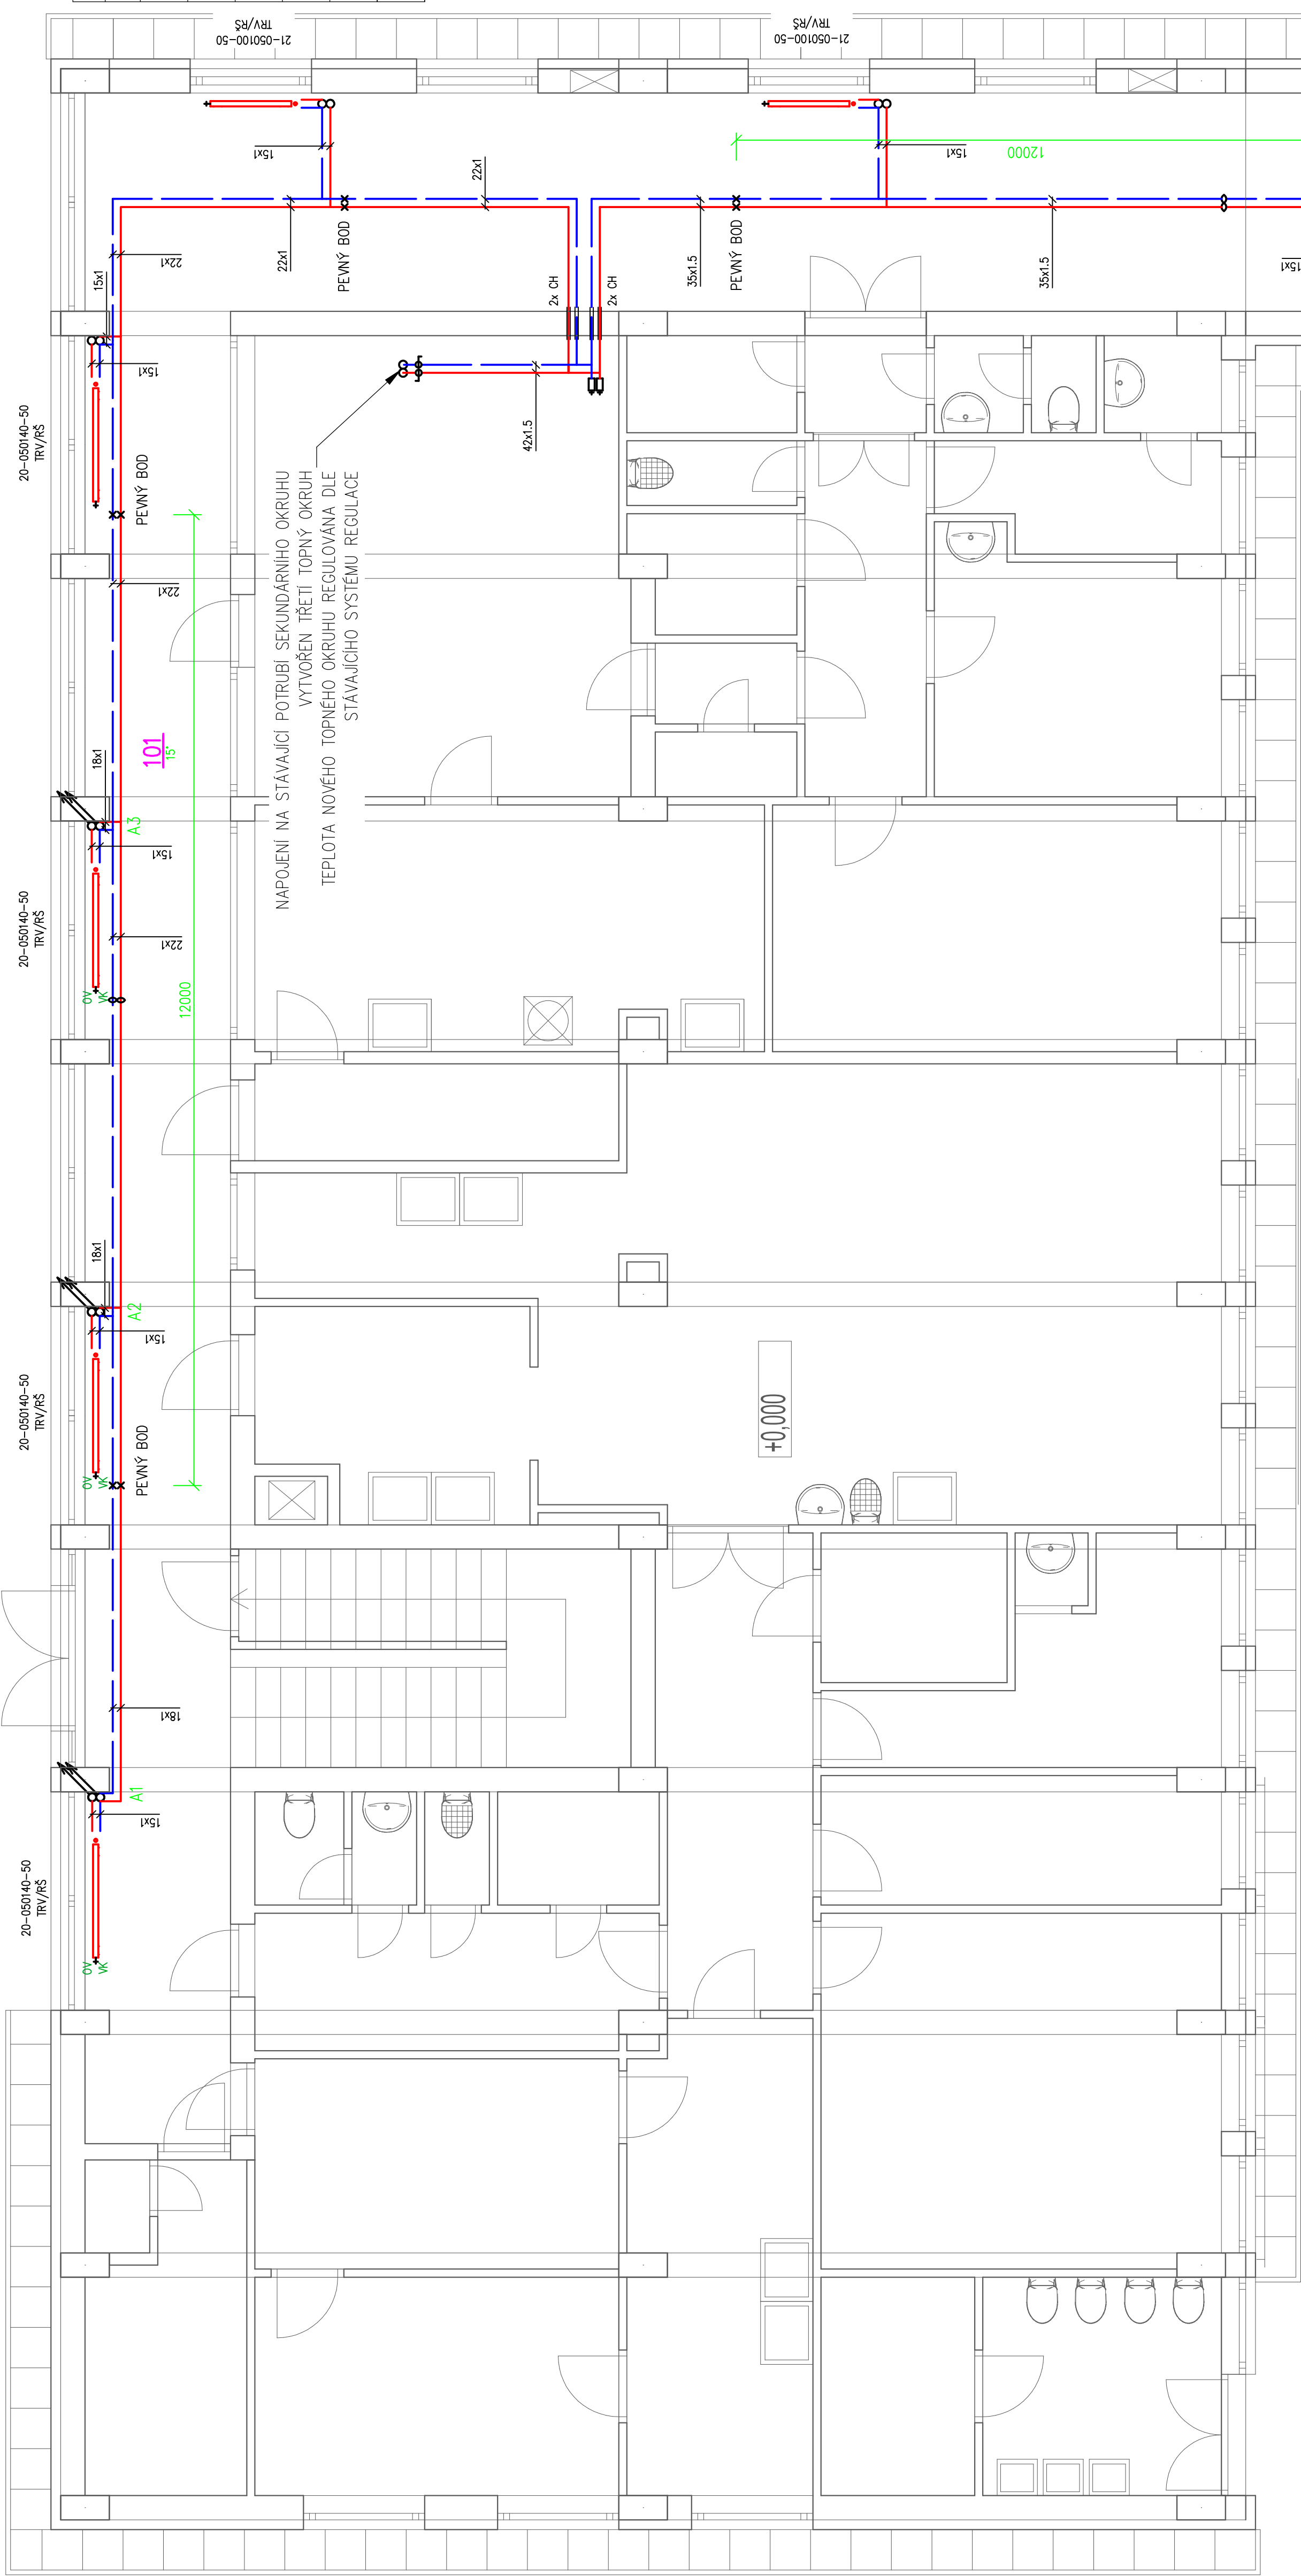 21-050100-50
TRV/RŠ
21-050100-50
TRV/RŠ
15x1
15x1
12000
22x1
22x1
22x1
PEVNÝ BOD
35x1.5
PEVNÝ BOD
35x1.5
15x1
15x1
15x1
2x CH
2x CH
42x1.5
20-050140-50
TRV/RŠ
PEVNÝ BOD
NAPOJENÍ NA STÁVAJÍCÍ POTRUBÍ SEKUNDÁRNÍHO OKRUHU
VYTVOŘEN TŘETÍ TOPNÝ OKRUH
TEPLOTA NOVÉHO TOPNÉHO OKRUHU REGULOVÁNA DLE
STÁVAJÍCÍHO SYSTÉMU REGULACE
22x1
101
15°
18x1
A3
15x1
20-050140-50
TRV/RŠ
22x1
OV
VK
12000
18x1
A2
15x1
20-050140-50
TRV/RŠ
OV
VK
PEVNÝ BOD
+0,000
18x1
A1
15x1
20-050140-50
TRV/RŠ
OV
VK